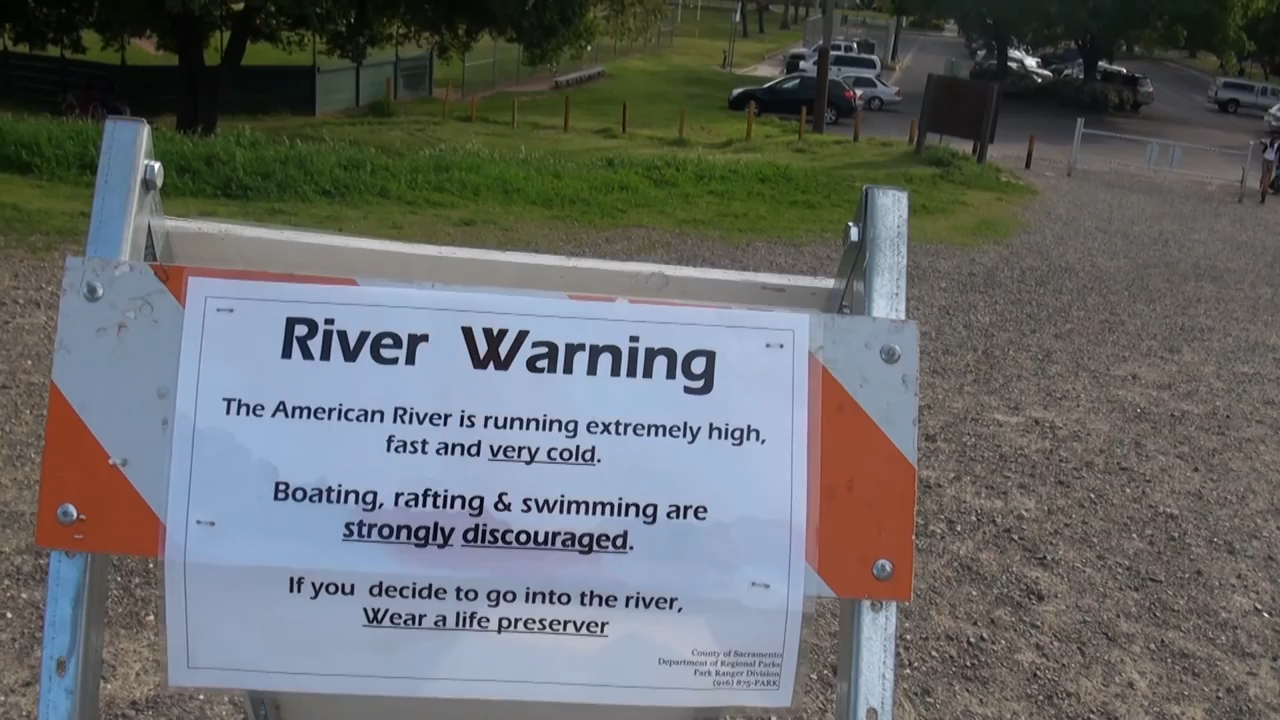 River Warning
The American River is running extremely high,
fast and very cold.
Boating, rafting & swimming are
strongly discouraged.
If you decide to go into the river,
Wear a life preserver
County of Sacramento
Department of Regional Parks
Park Ranger Division
(916) 875-PARK